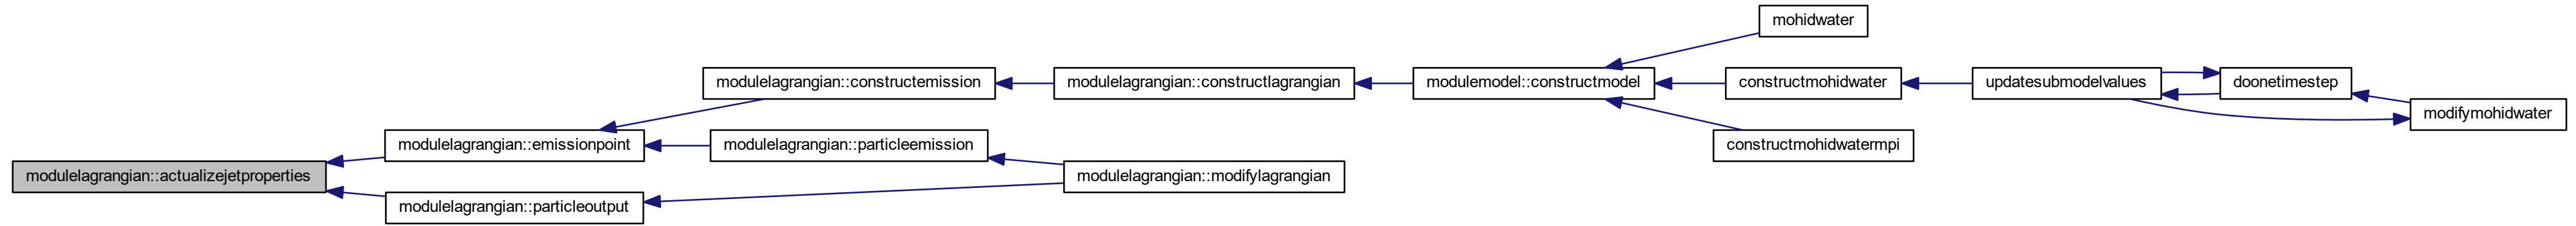 mohidwater
modulelagrangian::constructemission
modulelagrangian::constructlagrangian
modulemodel::constructmodel
constructmohidwater
updatesubmodelvalues
doonetimestep
modifymohidwater
modulelagrangian::emissionpoint
modulelagrangian::particleemission
constructmohidwatermpi
modulelagrangian::actualizejetproperties
modulelagrangian::modifylagrangian
modulelagrangian::particleoutput